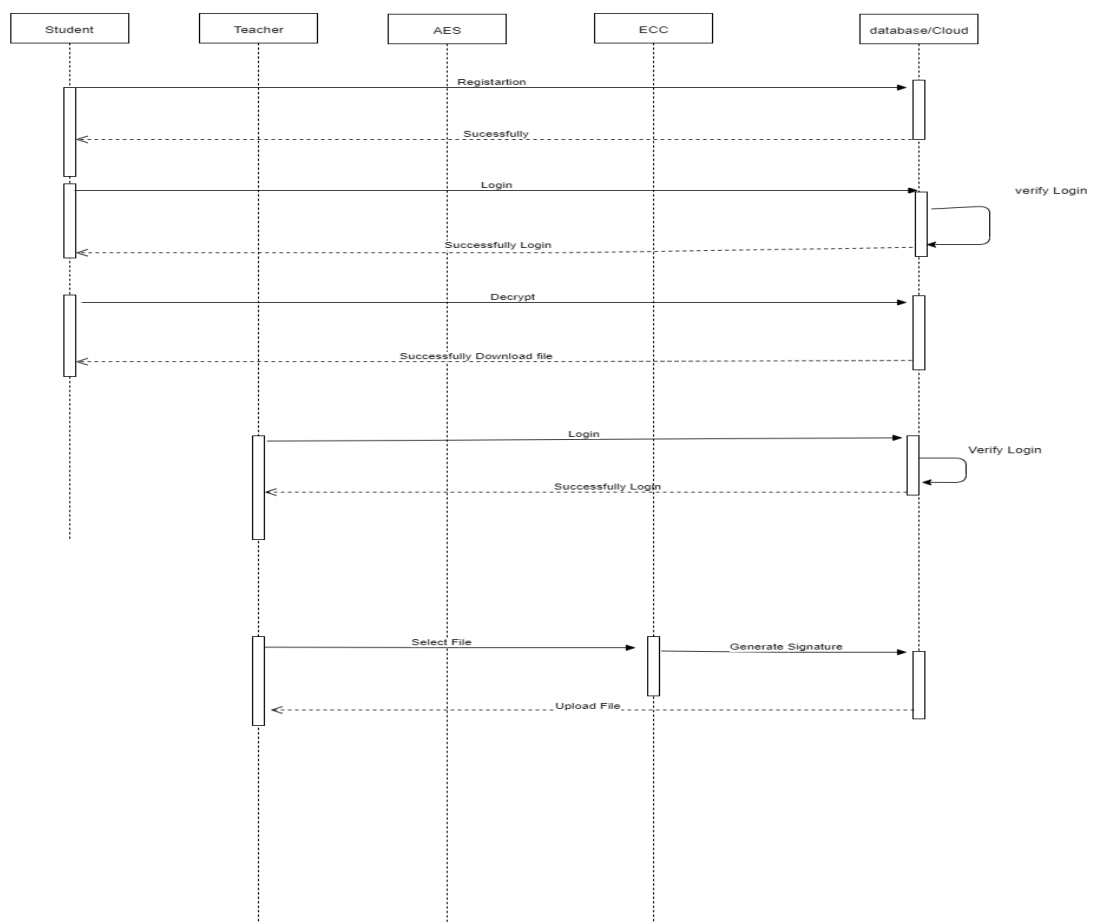 Student
Teacher
AES
ECC
database/Cloud
Registartion
Sucessfully
Login
verify Login
Successfully Login
Decrypt
Successfully Download file
Login
Verify Login
Successfully Login
Select File
Generate Signature
Upload File